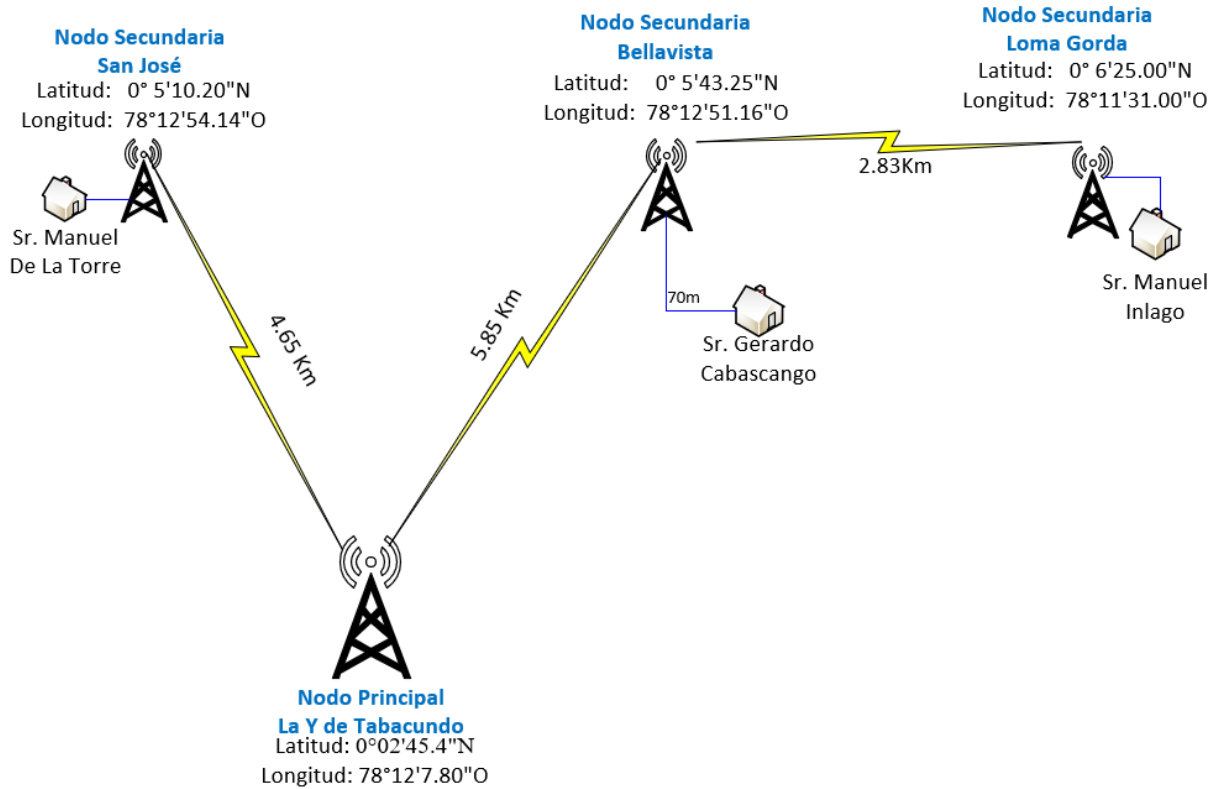 Nodo Secundaria
San José
Latitud: 0° 5'10.20"N
Longitud: 78°12'54.14"O
Sr. Manuel
De La Torre
4.65 Km
Nodo Secundaria
Bellavista
Latitud: 0° 5'43.25"N
Longitud: 78°12'51.16"O
5.85 Km
70m
Sr. Gerardo
Cabascango
2.83Km
Nodo Secundaria
Loma Gorda
Latitud: 0° 6'25.00"N
Longitud: 78°11'31.00"O
Sr. Manuel
Inlago
Nodo Principal
La Y de Tabacundo
Latitud: 0°02'45.4"N
Longitud: 78°12'7.80"O